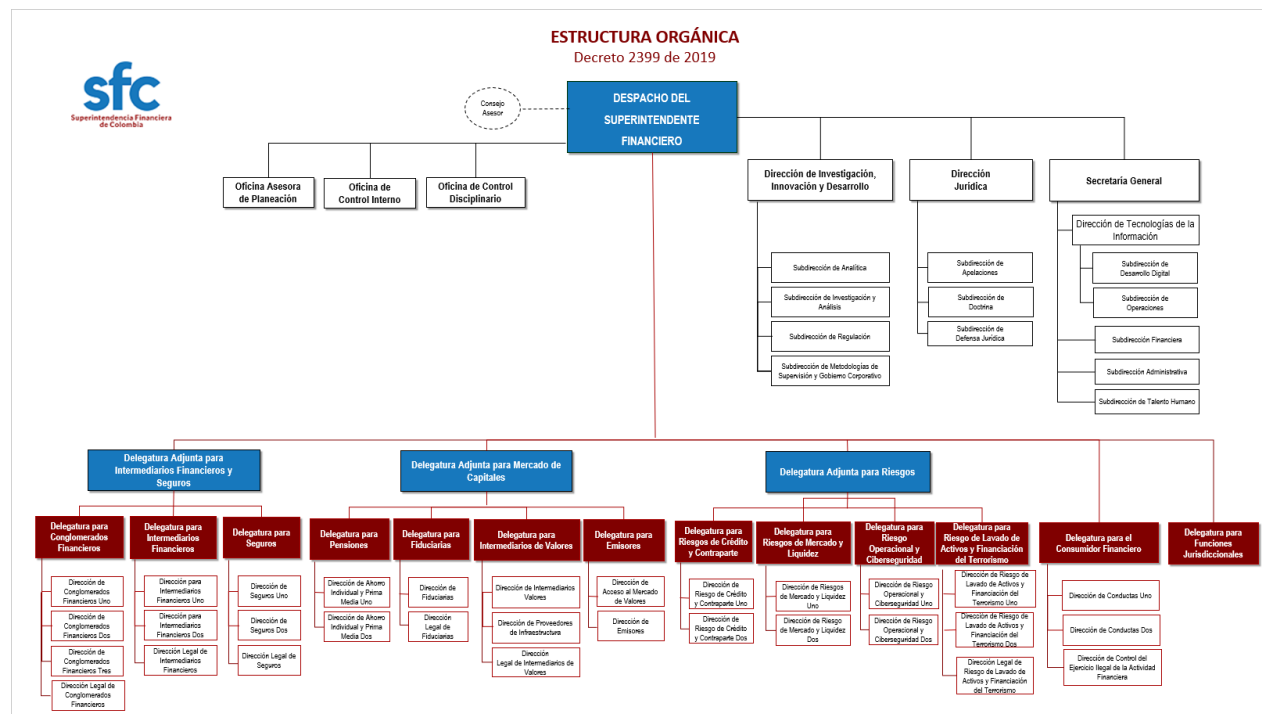 ESTRUCTURA ORGÁNICA
Decreto 2399 de 2019
sfc
Superintendencia Financiera
de Colombia
Consejo
Asesor
DESPACHO DEL
SUPERINTENDENTE
FINANCIERO
Oficina Asesora
de Planeación
Oficina de
Control Interno
Oficina de Control
Disciplinario
Dirección de Investigación,
Innovación y Desarrollo
Dirección
Jurídica
Secretaría General
Subdirección de Analítica
Subdirección de Investigación y
Análisis
Subdirección de Regulación
Subdirección de Metodologías de
Supervisión y Gobierno Corporativo
Subdirección de
Apelaciones
Subdirección de
Doctrina
Subdirección de
Defensa Jurídica
Dirección de Tecnologías de la
Información
Subdirección de
Desarrollo Digital
Subdirección de
Operaciones
Subdirección Financiera
Subdirección Administrativa
Subdirección de Talento Humano
Delegatura Adjunta para
Intermediarios Financieros y
Seguros
Delegatura Adjunta para Mercado de
Capitales
Delegatura Adjunta para Riesgos
Delegatura para
Conglomerados
Financieros
Dirección de
Conglomerados
Financieros Uno
Dirección de
Conglomerados
Financieros Dos
Dirección de
Conglomerados
Financieros Tres
Dirección Legal de
Conglomerados
Financieros
Delegatura para
Intermediarios
Financieros
Dirección para
Intermediarios
Financieros Uno
Dirección para
Intermediarios
Financieros Dos
Dirección Legal de
Intermediarios
Financieros
Delegatura para
Seguros
Dirección de
Seguros Uno
Dirección de
Seguros Dos
Dirección Legal de
Seguros
Delegatura para
Pensiones
Dirección de Ahorro
Individual y Prima
Media Uno
Dirección de Ahorro
Individual y Prima
Media Dos
Delegatura para
Fiduciarias
Dirección de
Fiduciarias
Dirección
Legal de
Fiduciarias
Delegatura para
Intermediarios de Valores
Dirección de Intermediarios
Valores
Dirección de Proveedores
de Infraestructura
Dirección
Legal de Intermediarios de
Valores
Delegatura para
Emisores
Dirección de
Acceso al Mercado
de Valores
Dirección de
Emisores
Delegatura para
Riesgos de Crédito
y Contraparte
Dirección de
Riesgo de Crédito
y Contraparte Uno
Dirección de
Riesgo de Crédito
y Contraparte Dos
Delegatura para
Riesgos de Mercado y
Liquidez
Dirección de Riesgos
de Mercado y Liquidez
Uno
Dirección de Riesgo
de Mercado y Liquidez
Dos
Delegatura para
Riesgo
Operacional y
Ciberseguridad
Dirección de Riesgo
Operacional y
Ciberseguridad Uno
Dirección de Riesgo
Operacional y
Ciberseguridad Dos
Delegatura para
Riesgo de Lavado de
Activos y Financiación
del Terrorismo
Dirección de Riesgo de
Lavado de Activos y
Financiación del
Terrorismo Uno
Dirección de Riesgo de
Lavado de Activos y
Financiación del
Terrorismo Dos
Dirección Legal de
Riesgo de Lavado de
Activos y Financiación
del Terrorismo
Delegatura para el
Consumidor Financiero
Dirección de Conductas Uno
Dirección de Conductas Dos
Dirección de Control del
Ejercicio Ilegal de la Actividad
Financiera
Delegatura para
Funciones
Jurisdiccionales